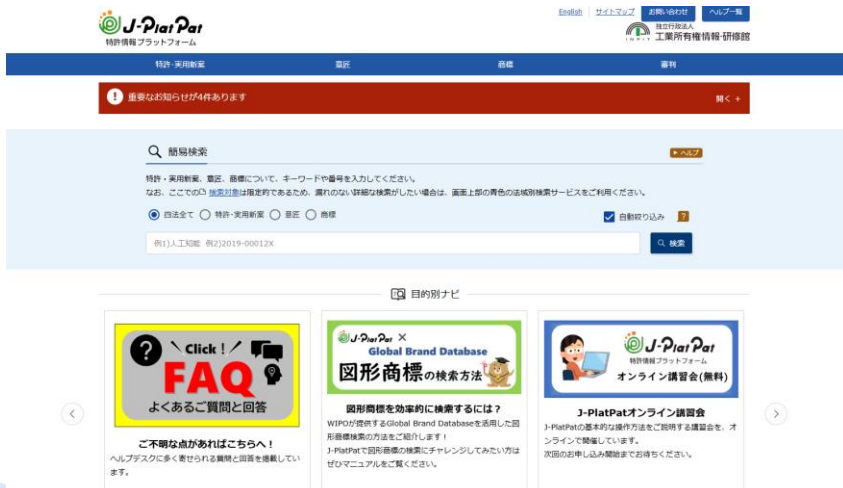 English サイトマップ お問い合わせ ヘルプ一覧
J-PlatPat
特許情報プラットフォーム
独立行政法人
INPIT 工業所有権情報・研修館
特許・実用新案 意匠 商標 審判
! 重要なお知らせが4件あります 開く +
簡易検索 ヘルプ
特許・実用新案、意匠、商標について、キーワードや番号を入力してください。
なお、ここでの 検索対象は限定的であるため、漏れのない詳細な検索がしたい場合は、画面上部の青色の法域別検索サービスをご利用ください。
四法全て 特許・実用新案 意匠 商標 自動絞り込み ?
例1)人工知能 例2)2019-00012X 検索
目的別ナビ
? Click!
FAQ ?
よくあるご質問と回答
ご不明な点があればこちらへ！
ヘルプデスクに多く寄せられる質問と回答を掲載してい
ます。
J-PlatPat ×
Global Brand Database
図形商標の検索方法
図形商標を効率的に検索するには？
WIPOが提供するGlobal Brand Databaseを活用した図
形商標検索の方法をご紹介します！
J-PlatPatで図形商標の検索にチャレンジしてみたい方は
ぜひマニュアルをご覧ください。
J-PlatPat
特許情報プラットフォーム
オンライン講習会(無料)
J-PlatPatオンライン講習会
J-PlatPatの基本的な操作方法をご説明する講習会を、オ
ンラインで開催しています。
次回のお申し込み開始までお待ちください。